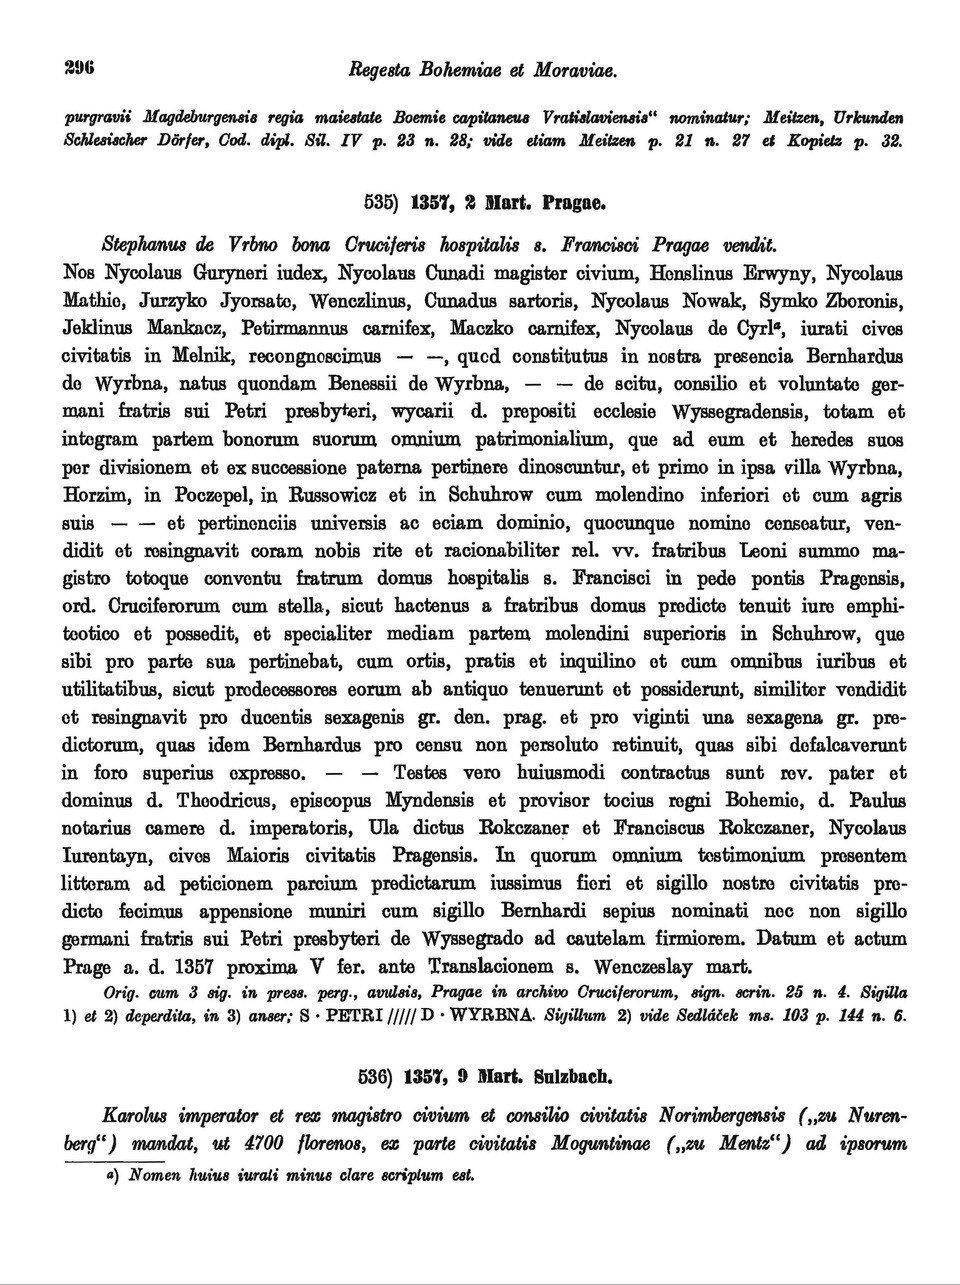 296 Regesta Bohemiae et Moraviae.
purgravii Magdeburgensis regia maiestate Boemie capitaneus Vratislaviensis“ nominatur; Meitzen, Urkunden
Schlesischer Dörfer, Cod. dipl. Sil. IV p. 23 n. 28; vide etiam Meitzen p. 21 n. 27 et Kopietz p. 32.
535) 1357, 2 Mart. Pragae.
Stephanus de Vrbno bona Cruciferis hospitalis s. Francisci Pragae vendit.
Nos Nycolaus Guryneri iudex, Nycolaus Cunadi magister civium, Henslinus Erwyny, Nycolaus
Mathie, Jurzyko Jyorsate, Wenczlinus, Cunadus sartoris, Nycolaus Nowak, Symko Zboronis,
Jeklinus Mankacz, Petirmannus carnifex, Maczko carnifex, Nycolaus de Cyrlª, iurati cives
civitatis in Melnik, recongnoscimus — —, quod constitutus in nostra presencia Bernhardus
de Wyrbna, natus quondam Benessii de Wyrbna, — — de scitu, consilio et voluntate ger-
mani fratris sui Petri presbyteri, wycarii d. prepositi ecclesie Wyssegradensis, totam et
integram partem bonorum suorum omnium patrimonialium, que ad eum et heredes suos
per divisionem et ex successione paterna pertinere dinoscuntur, et primo in ipsa villa Wyrbna,
Horzim, in Poczepel, in Russowicz et in Schuhrow cum molendino inferiori et cum agris
suis — — et pertinenciis universis ac eciam dominio, quocunque nomine censeatur, ven-
didit et resingnavit coram nobis rite et racionabiliter rel. vv. fratribus Leoni summo ma-
gistro totoque conventu fratrum domus hospitalis s. Francisci in pede pontis Pragensis,
ord. Cruciferorum cum stella, sicut hactenus a fratribus domus predicte tenuit iure emphi-
teotico et possedit, et specialiter mediam partem molendini superioris in Schuhrow, que
sibi pro parte sua pertinebat, cum ortis, pratis et inquilino et cum omnibus iuribus et
utilitatibus, sicut predecessores eorum ab antiquo tenuerunt et possiderunt, similiter vendidit
et resingnavit pro ducentis sexagenis gr. den. prag. et pro viginti una sexagena gr. pre-
dictorum, quas idem Bernhardus pro censu non persoluto retinuit, quas sibi defalcaverunt
in foro superius expresso. — — Testes vero huiusmodi contractus sunt rev. pater et
dominus d. Theodricus, episcopus Myndensis et provisor tocius regni Bohemie, d. Paulus
notarius camere d. imperatoris, Ula dictus Rokczaner et Franciscus Rokczaner, Nycolaus
Iurentayn, cives Maioris civitatis Pragensis. In quorum omnium testimonium presentem
litteram ad peticionem parcium predictarum iussimus fieri et sigillo nostre civitatis pre-
dicte fecimus appensione muniri cum sigillo Bernhardi sepius nominati nec non sigillo
germani fratris sui Petri presbyteri de Wyssegrado ad cautelam firmiorem. Datum et actum
Prage a. d. 1357 proxima V fer. ante Translacionem s. Wenczeslay mart.
Orig. cum 3 sig. in press. perg., avulsis, Pragae in archivo Cruciferorum, sign. scrin. 25 n. 4. Sigilla
1) et 2) deperdita, in 3) anser; S · PETRI ///// D · WYRBNA. Sigillum 2) vide Sedláček ms. 103 p. 144 n. 6.
536) 1357, 9 Mart. Sulzbach.
Karolus imperator et rex magistro civium et consilio civitatis Norimbergensis („zu Nuren-
berg“) mandat, ut 4700 florenos, ex parte civitatis Moguntinae („zu Mentz“) ad ipsorum
a) Nomen huius iurati minus clare scriptum est.